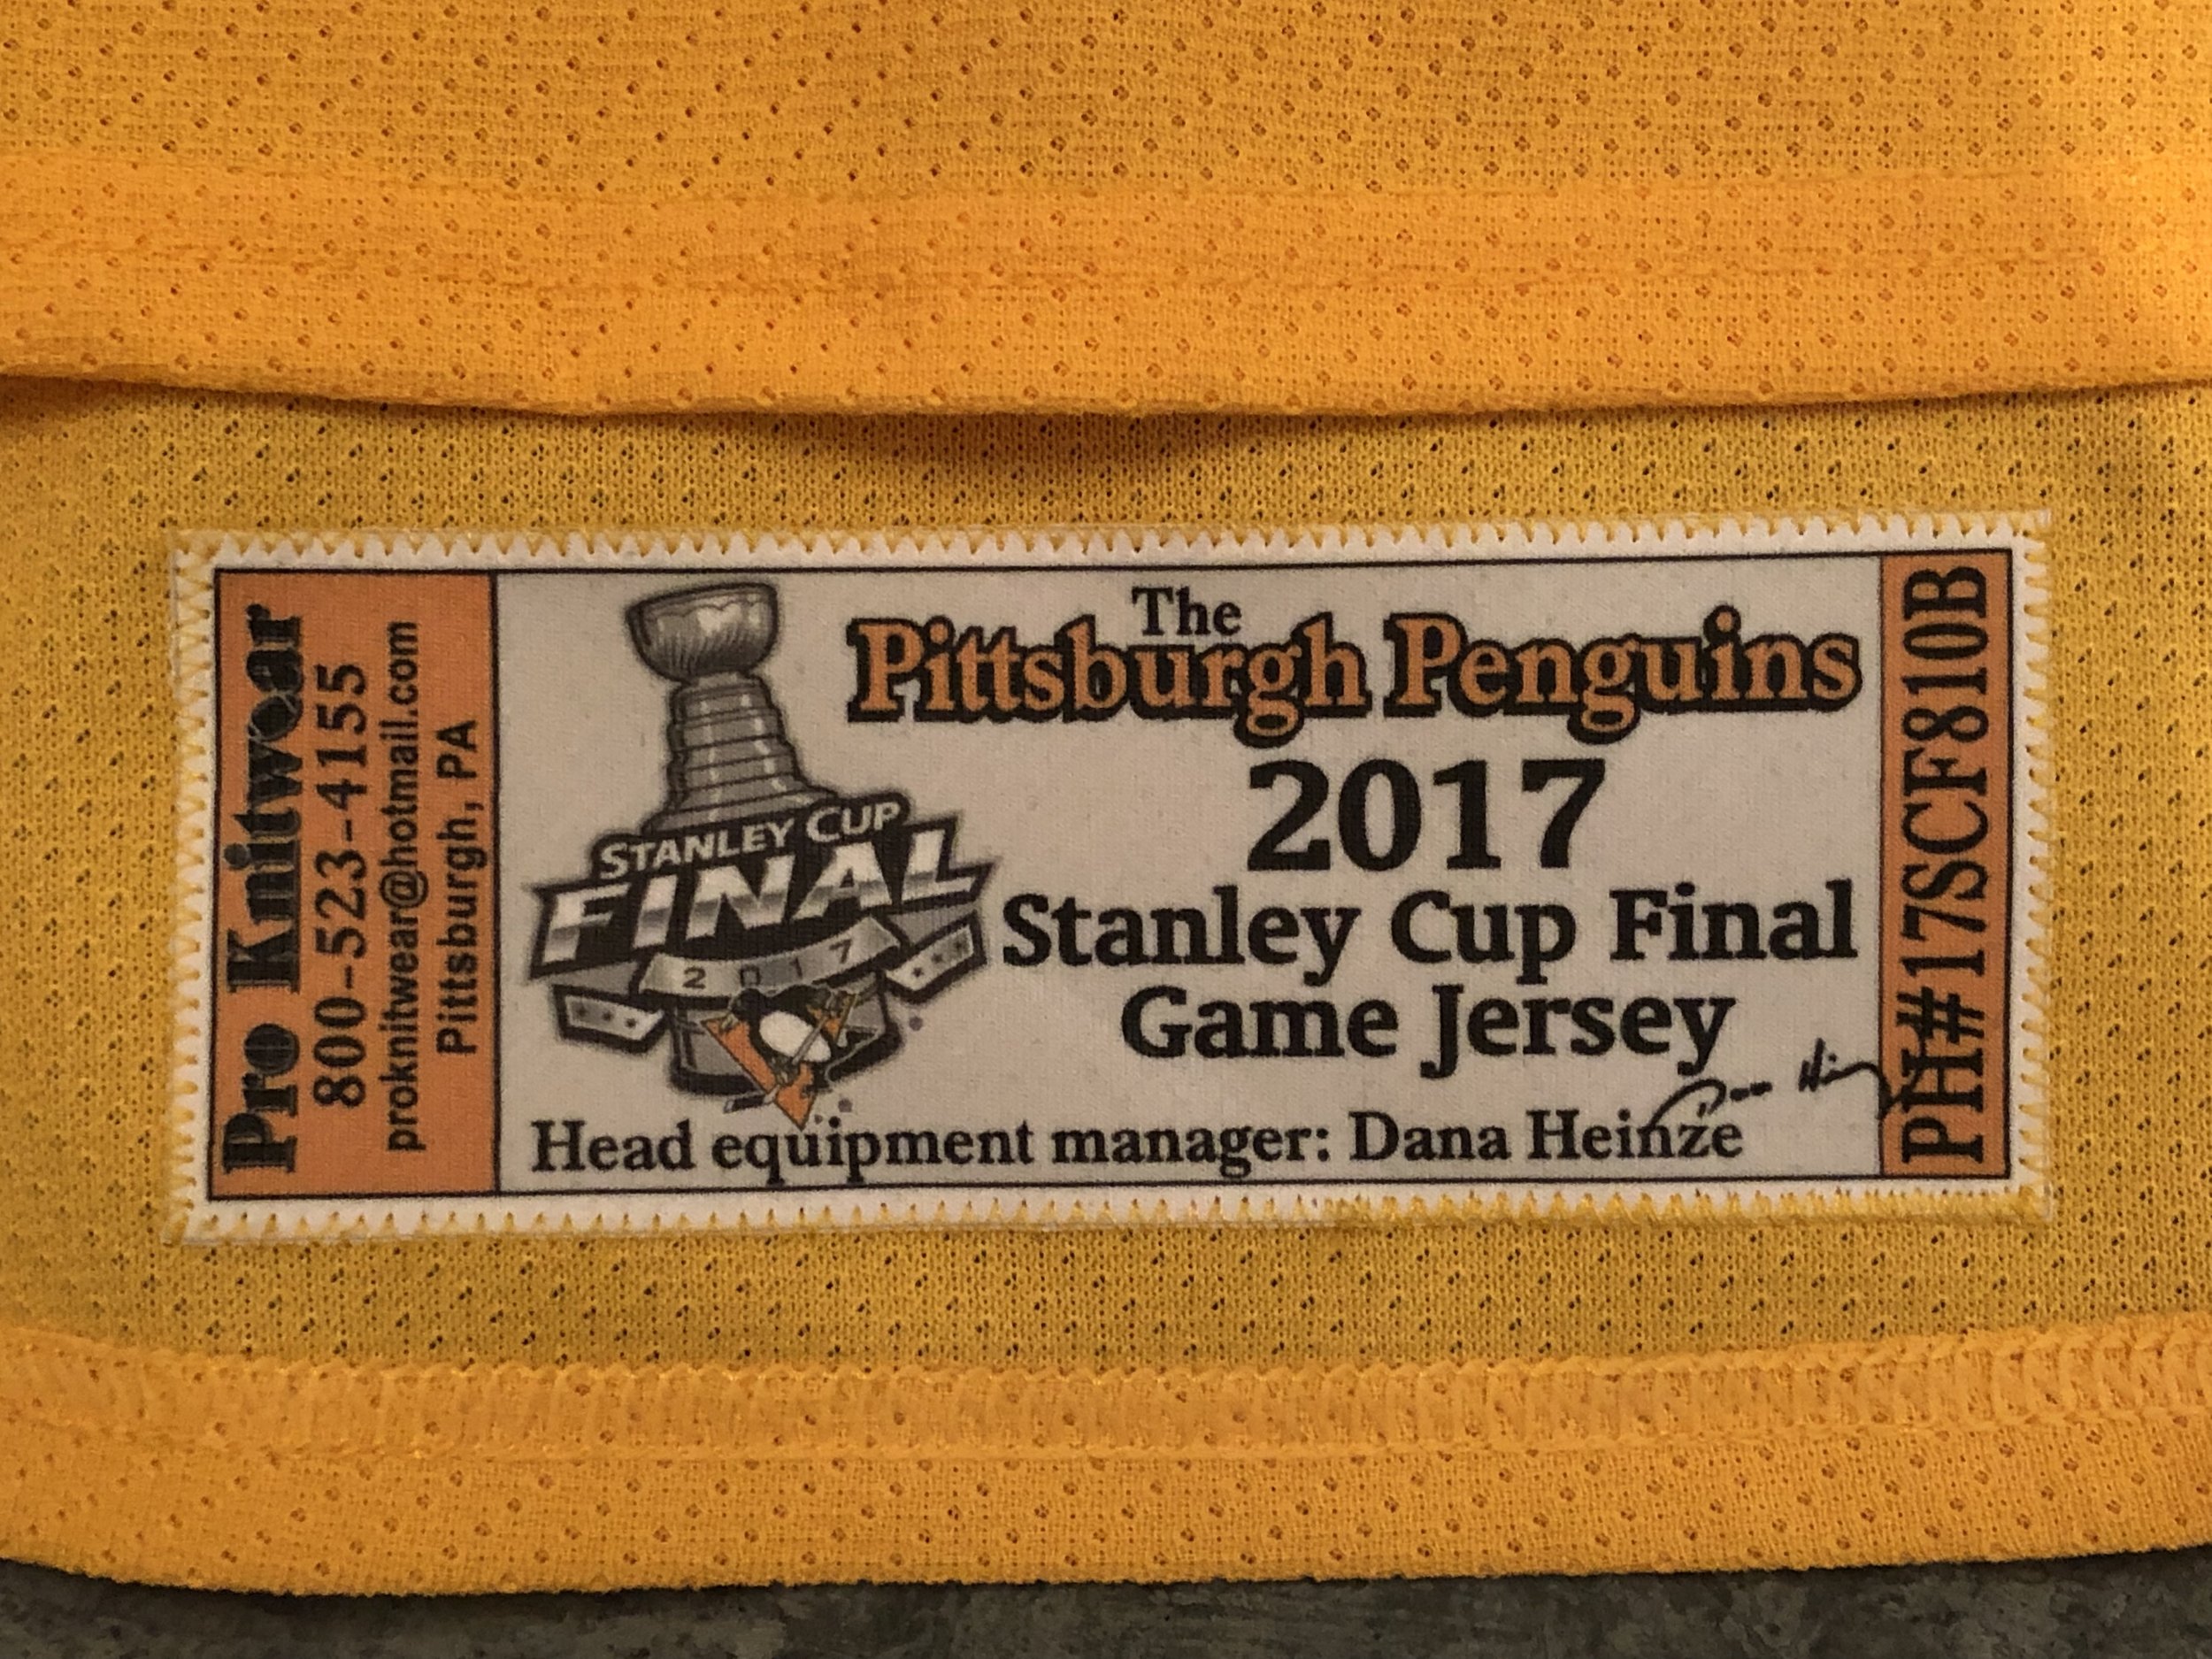 Pro Knitwear
800-523-4155
proknitwear@hotmail.com
Pittsburgh, PA
STANLEY CUP
FINAL
2017
The
Pittsburgh Penguins
2017
Stanley Cup Final
Game Jersey
Head equipment manager: Dana Heinze
PH#17SCF810B